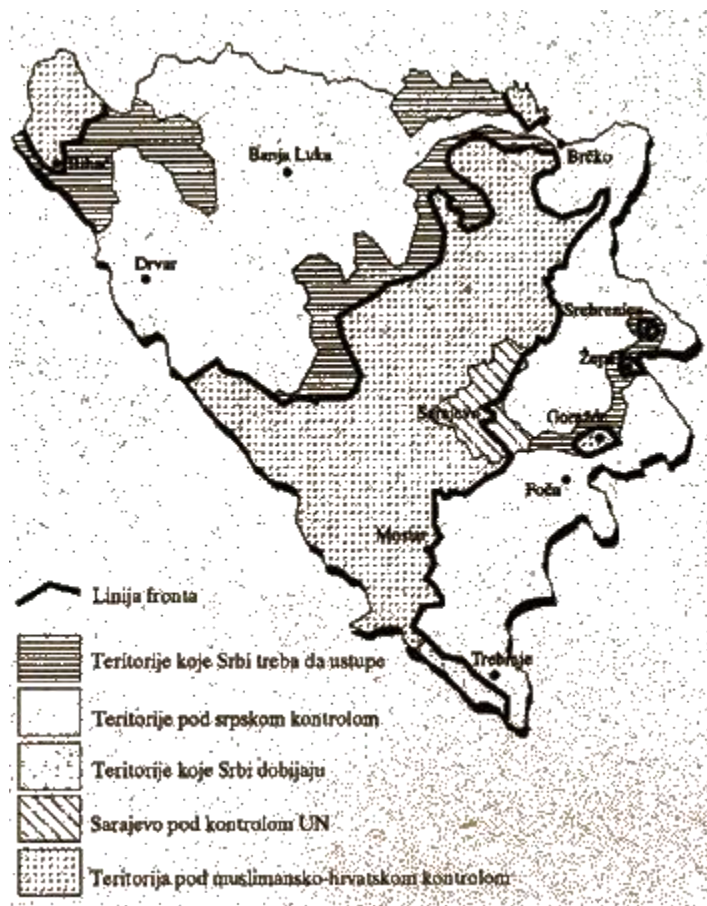 Bihać
Banja Luka
Brčko
Drvar
Srebrenica
Žepa
Sarajevo
Goražde
Foča
Mostar
Trebinje
Linija fronta
Teritorije koje Srbi treba da ustupe
Teritorije pod srpskom kontrolom
Teritorije koje Srbi dobijaju
Sarajevo pod kontrolom UN
Teritorija pod muslimansko-hrvatskom kontrolom